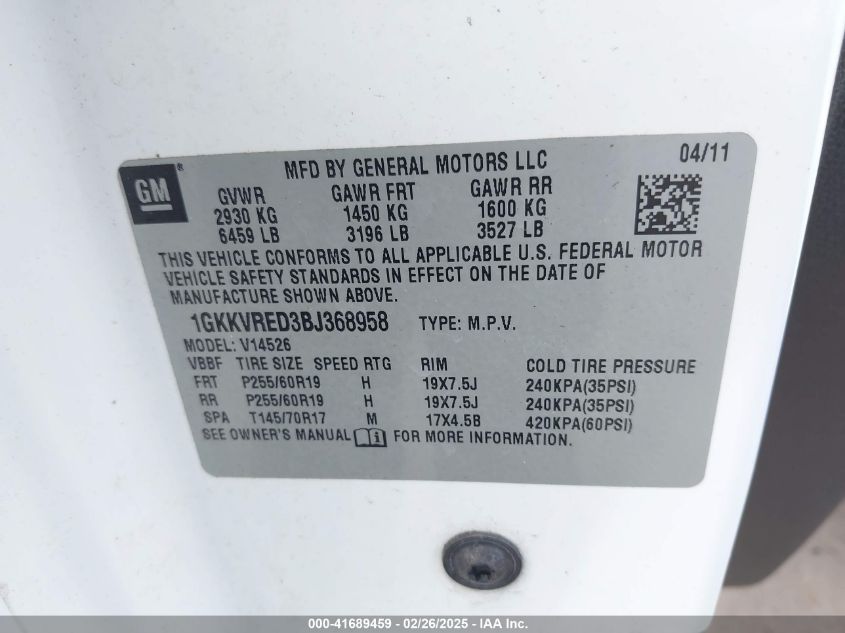 GM®
MFD BY GENERAL MOTORS LLC
04/11
GVWR GAWR FRT GAWR RR
2930 KG 1450 KG 1600 KG
6459 LB 3196 LB 3527 LB
THIS VEHICLE CONFORMS TO ALL APPLICABLE U.S. FEDERAL MOTOR
VEHICLE SAFETY STANDARDS IN EFFECT ON THE DATE OF
MANUFACTURE SHOWN ABOVE.
1GKKVRED3BJ368958 TYPE: M.P.V.
MODEL: V14526
VBBF TIRE SIZE SPEED RTG RIM COLD TIRE PRESSURE
FRT P255/60R19 H 19X7.5J 240KPA(35PSI)
RR P255/60R19 H 19X7.5J 240KPA(35PSI)
SPA T145/70R17 M 17X4.5B 420KPA(60PSI)
SEE OWNER'S MANUAL FOR MORE INFORMATION.
000-41689459 - 02/26/2025 - IAA Inc.